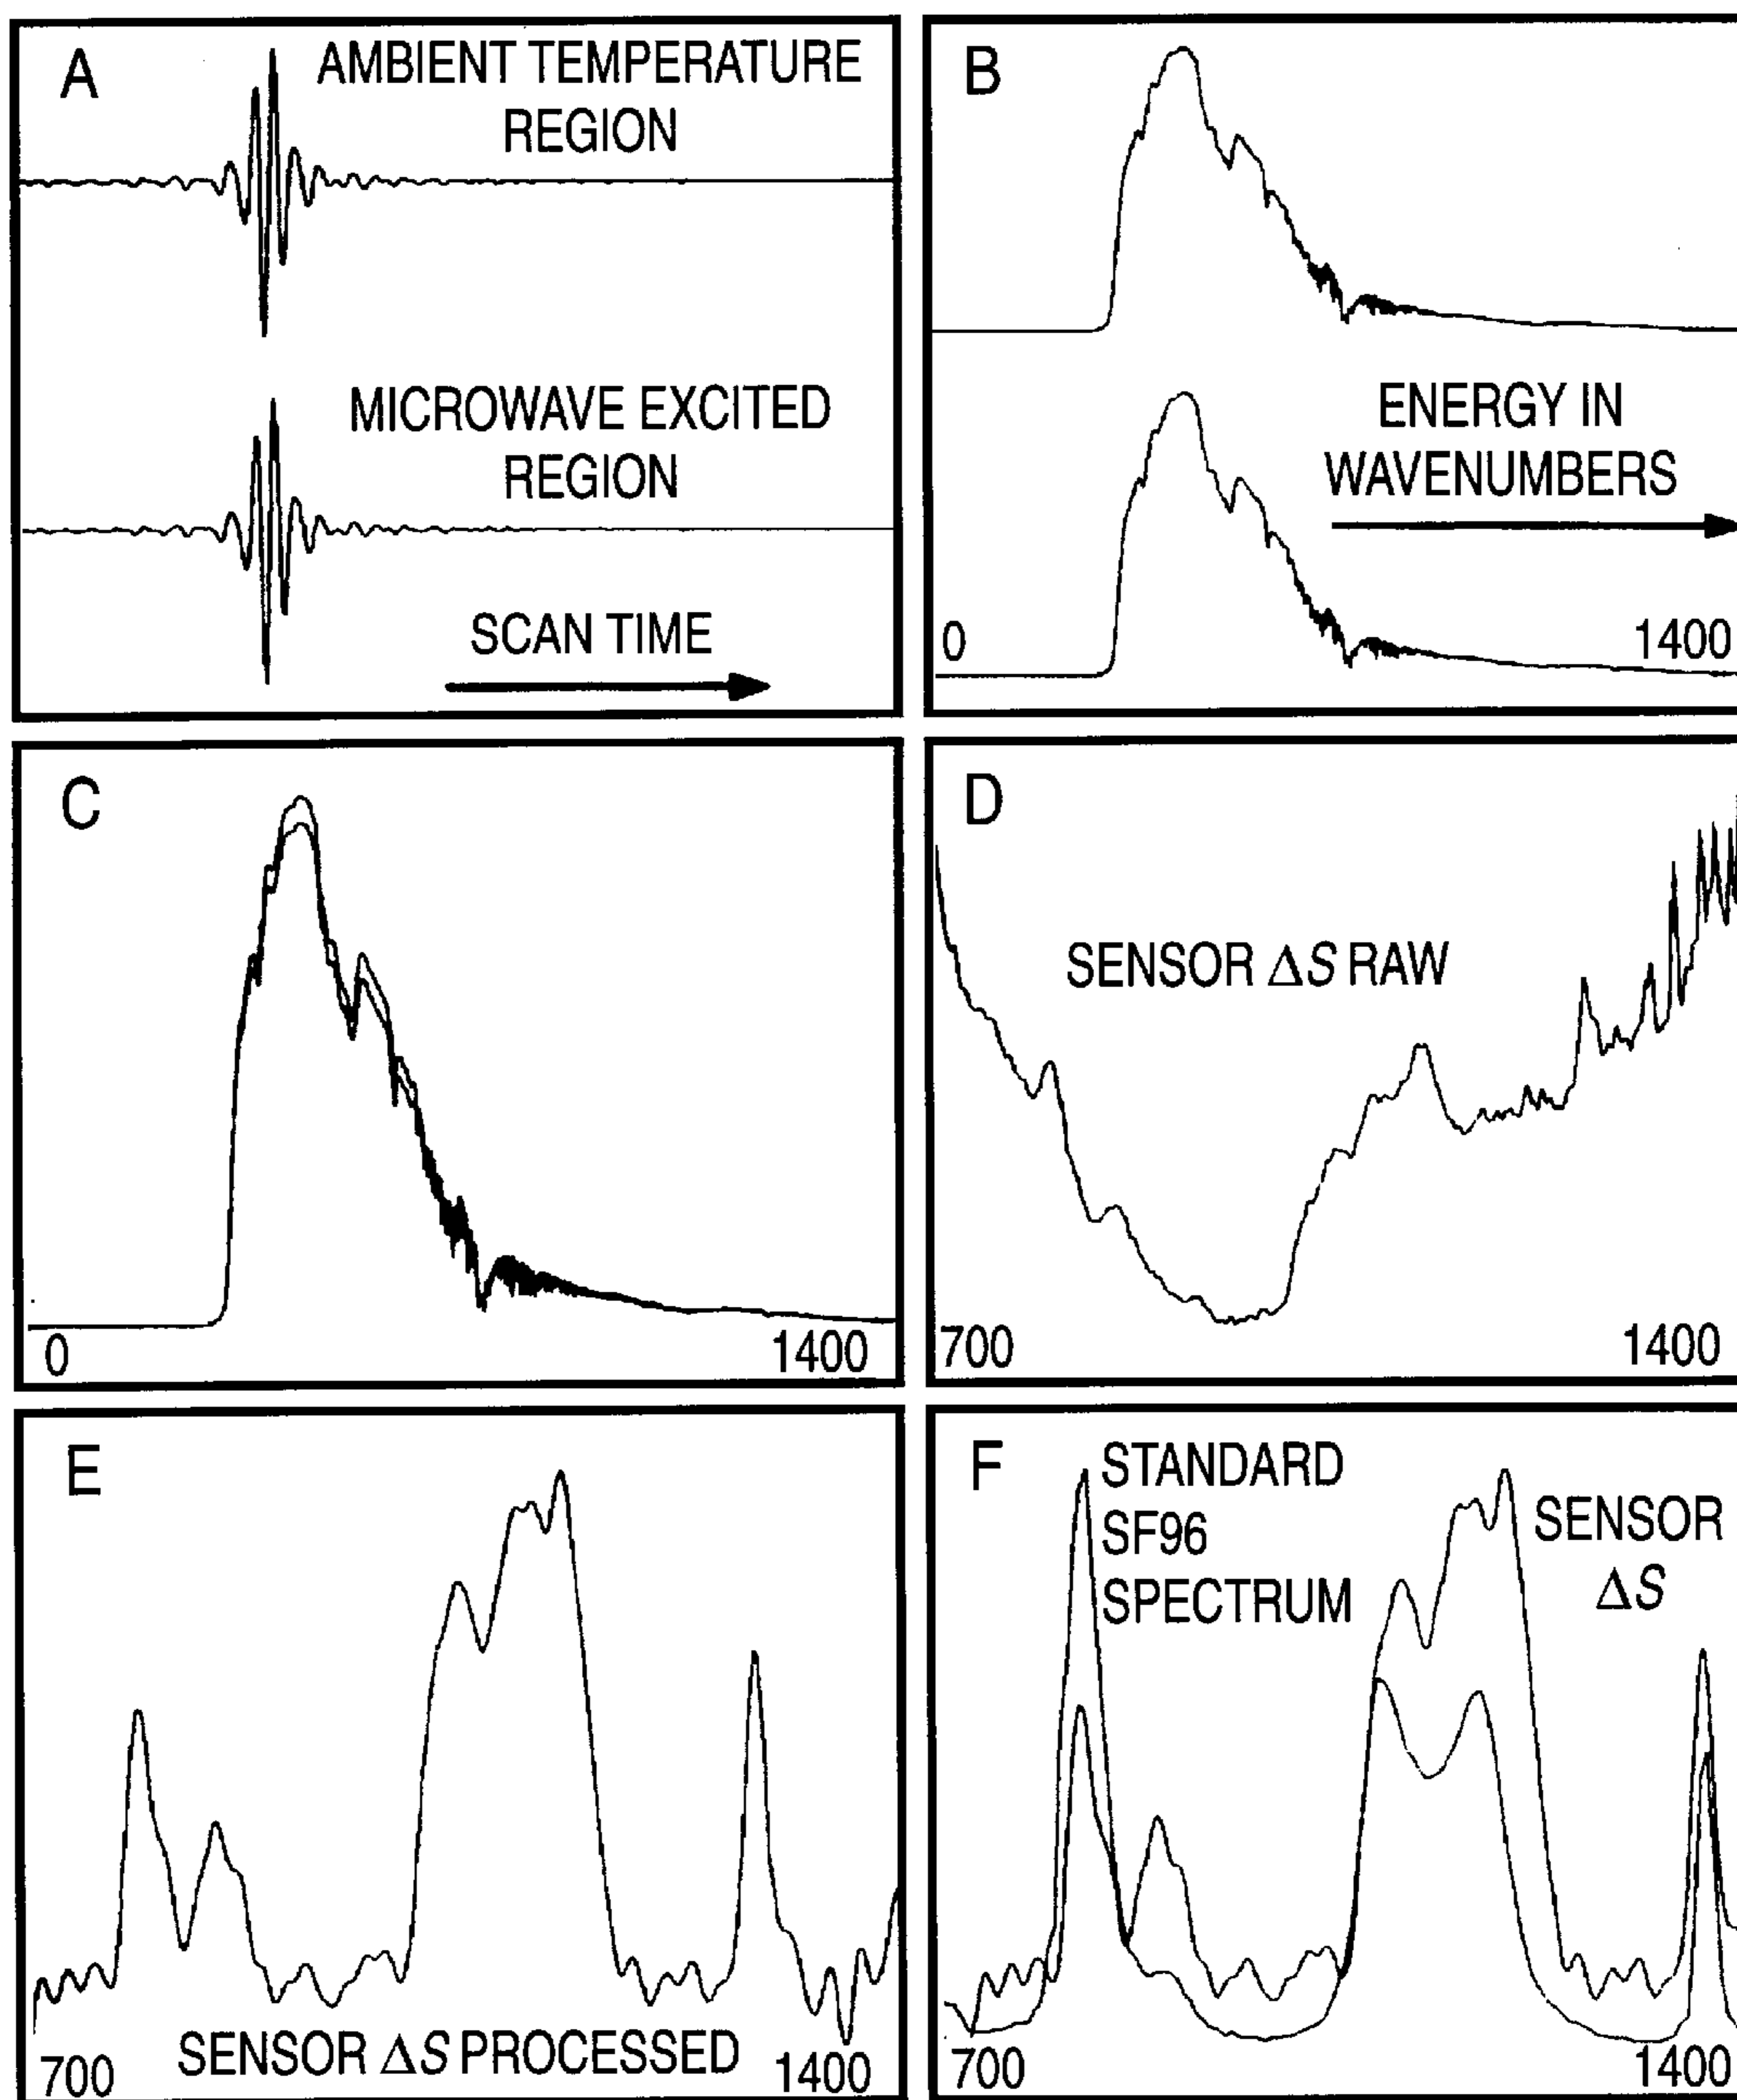 A
AMBIENT TEMPERATURE
REGION
MICROWAVE EXCITED
REGION
SCAN TIME
B
ENERGY IN
WAVENUMBERS
0
1400
C
0
1400
D
SENSOR ΔS RAW
700
1400
E
SENSOR ΔS PROCESSED
700
1400
F
STANDARD
SF96
SPECTRUM
SENSOR
ΔS
700
1400